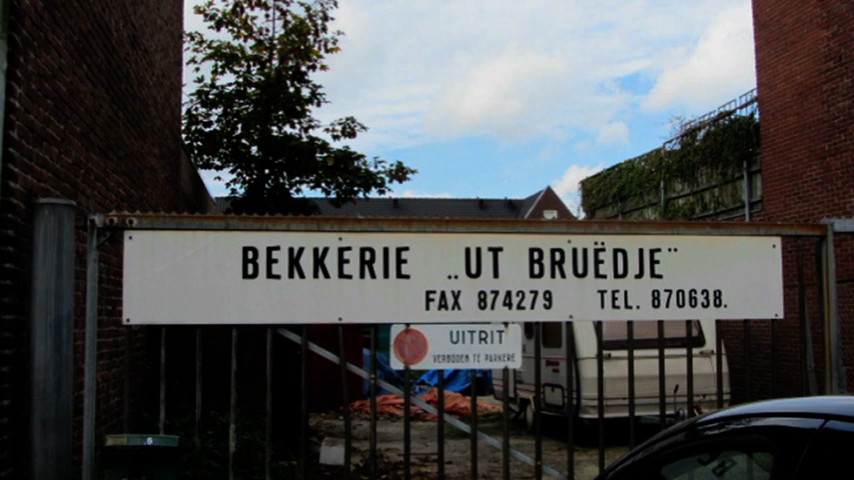 BEKKERIE „UT BRUËDJE¨
FAX 874279 TEL. 870638.
UITRIT
VERBODEN TE PARKERE